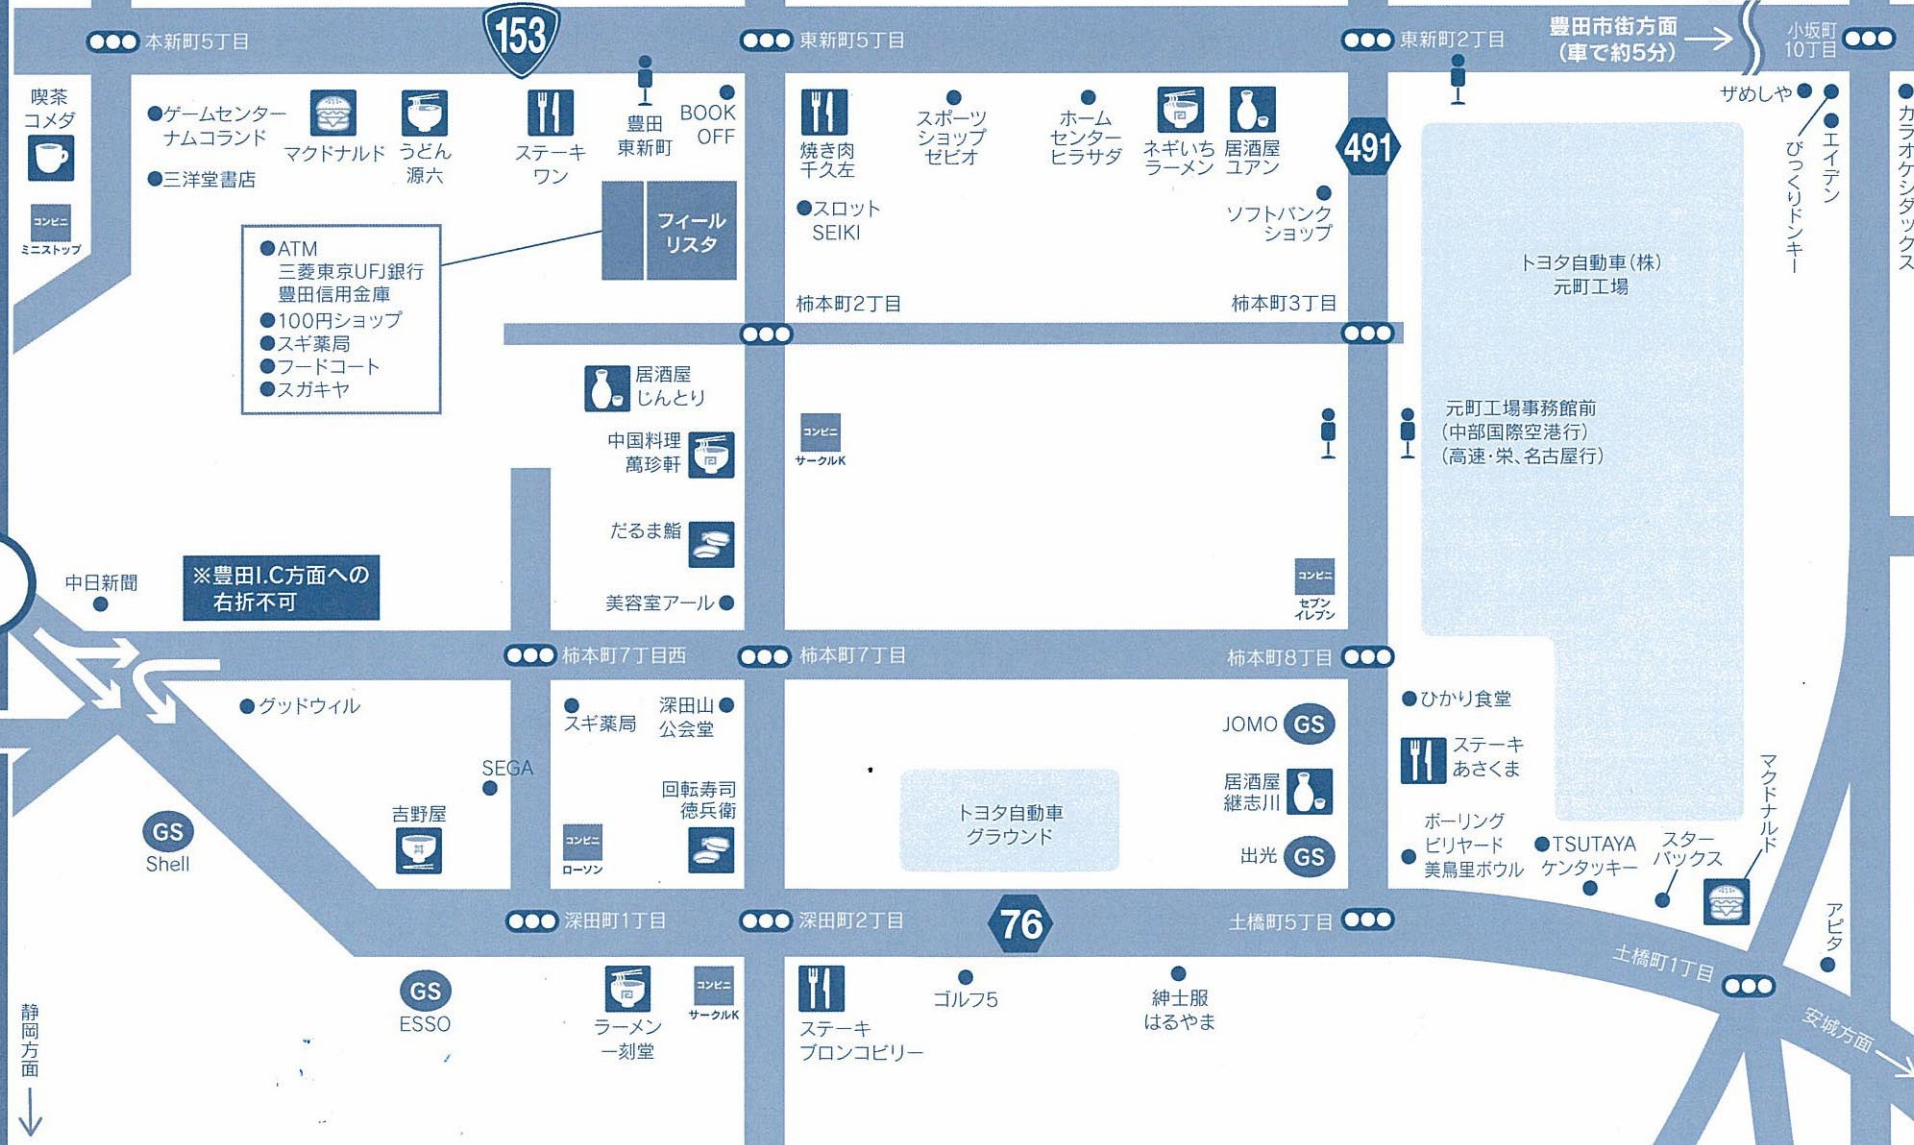 本新町5丁目
153
東新町5丁目
東新町2丁目
豊田市街方面
(車で約5分)
小坂町
10丁目
喫茶
コメダ
コンビニ
ミニストップ
ゲームセンター
ナムコランド
三洋堂書店
マクドナルド
うどん
源六
ステーキ
ワン
豊田
東新町
BOOK
OFF
フィール
リスタ
ATM
三菱東京UFJ銀行
豊田信用金庫
100円ショップ
スギ薬局
フードコート
スガキヤ
焼き肉
千久左
スポーツ
ショップ
ゼビオ
ホーム
センター
ヒラサダ
ネギいち
ラーメン
居酒屋
ユアン
スロット
SEIKI
ソフトバンク
ショップ
491
ザめしや
びっくりドンキー
エイデン
カラオケシダックス
トヨタ自動車(株)
元町工場
柿本町2丁目
柿本町3丁目
居酒屋
じんとり
中国料理
萬珍軒
だるま鮨
美容室アール
コンビニ
サークルK
元町工場事務館前
(中部国際空港行)
(高速・栄、名古屋行)
コンビニ
セブン
イレブン
中日新聞
※豊田I.C方面への
右折不可
柿本町7丁目西
柿本町7丁目
柿本町8丁目
グッドウィル
スギ薬局
深田山
公会堂
SEGA
吉野屋
コンビニ
ローソン
回転寿司
徳兵衛
GS
Shell
トヨタ自動車
グラウンド
JOMO GS
居酒屋
継志川
出光 GS
ひかり食堂
ステーキ
あさくま
ボーリング
ビリヤード
美鳥里ボウル
TSUTAYA
ケンタッキー
スター
バックス
マクドナルド
アピタ
深田町1丁目
深田町2丁目
76
土橋町5丁目
土橋町1丁目
安城方面
GS
ESSO
ラーメン
一刻堂
コンビニ
サークルK
ステーキ
ブロンコビリー
ゴルフ5
紳士服
はるやま
静岡方面